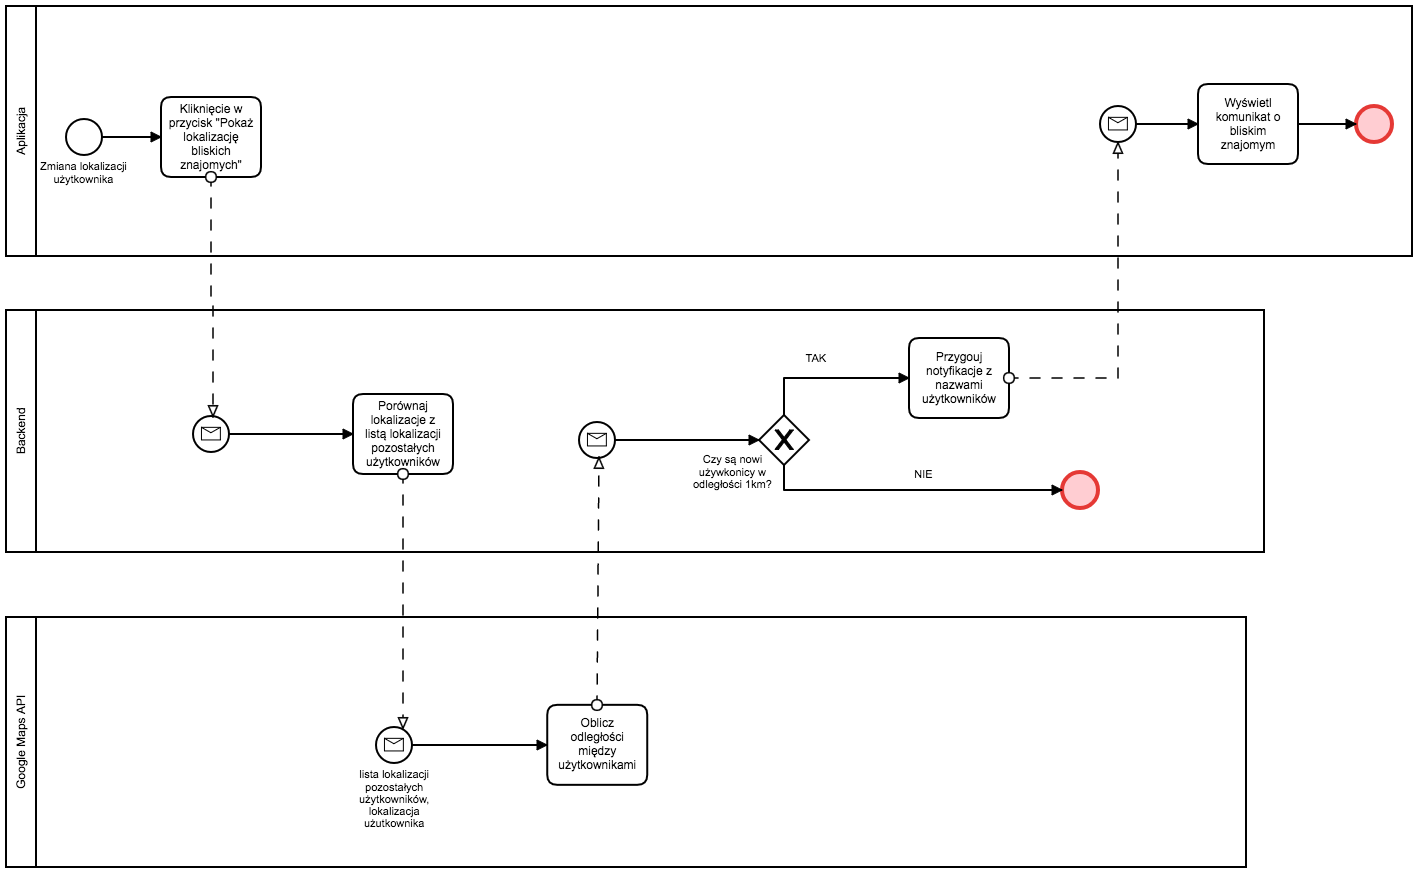 Aplikacja
Zmiana lokalizacji
użytkownika
Kliknięcie w
przycisk "Pokaż
lokalizację
bliskich
znajomych"
Wyświetl
komunikat o
bliskim
znajomym
Backend
Porównaj
lokalizacje z
listą lokalizacji
pozostałych
użytkowników
Czy są nowi
używkonicy w
odległości 1km?
TAK
NIE
Przygouj
notyfikacje z
nazwami
użytkowników
Google Maps API
lista lokalizacji
pozostałych
użytkowników,
lokalizacja
użutkownika
Oblicz
odległości
między
użytkownikami